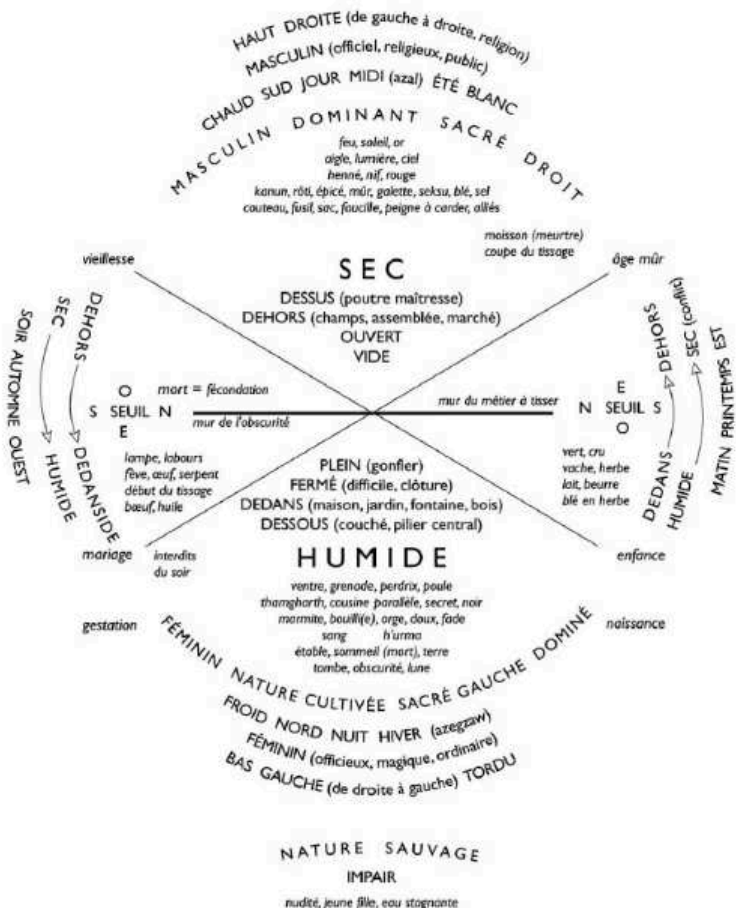 HAUT DROITE (de gauche à droite, religion)
MASCULIN (officiel, religieux, public)
CHAUD SUD JOUR MIDI (azal) ÉTÉ BLANC
MASCULIN DOMINANT SACRÉ DROIT
feu, soleil, or
aigle, lumière, ciel
henné, nif, rouge
kanun, rôti, épicé, mûr, galette, seksu, blé, sel
couteau, fusil, soc, faucille, peigne à carder, alliés
moisson (meurtre)
coupe du tissage
vieillesse
âge mûr
SEC
DESSUS (poutre maîtresse)
DEHORS (champs, assemblée, marché)
OUVERT
VIDE
SOIR AUTOMNE OUEST
SEC
HUMIDE
DEHORS
DEDANSIDE
O
S SEUIL N
E
mort = fécondation
mur de l'obscurité
lampe, labours
fève, œuf, serpent
début du tissage
bœuf, huile
mur du métier à tisser
E
N SEUIL S
O
vert, cru
vache, herbe
lait, beurre
blé en herbe
DEHORS
DEDANS
SEC (conflit)
HUMIDE
MATIN PRINTEMPS EST
PLEIN (gonfler)
FERMÉ (difficile, clôture)
DEDANS (maison, jardin, fontaine, bois)
DESSOUS (couché, pilier central)
HUMIDE
mariage
interdits
du soir
enfance
ventre, grenade, perdrix, poule
thamgharth, cousine parallèle, secret, noir
marmite, bouilli(e), orge, doux, fade
sang h'urma
étable, sommeil (mort), terre
tombe, obscurité, lune
gestation
naissance
FÉMININ NATURE CULTIVÉE SACRÉ GAUCHE DOMINÉ
FROID NORD NUIT HIVER (azegzaw)
FÉMININ (officieux, magique, ordinaire)
BAS GAUCHE (de droite à gauche) TORDU
NATURE SAUVAGE
IMPAIR
nudité, jeune fille, eau stagnante